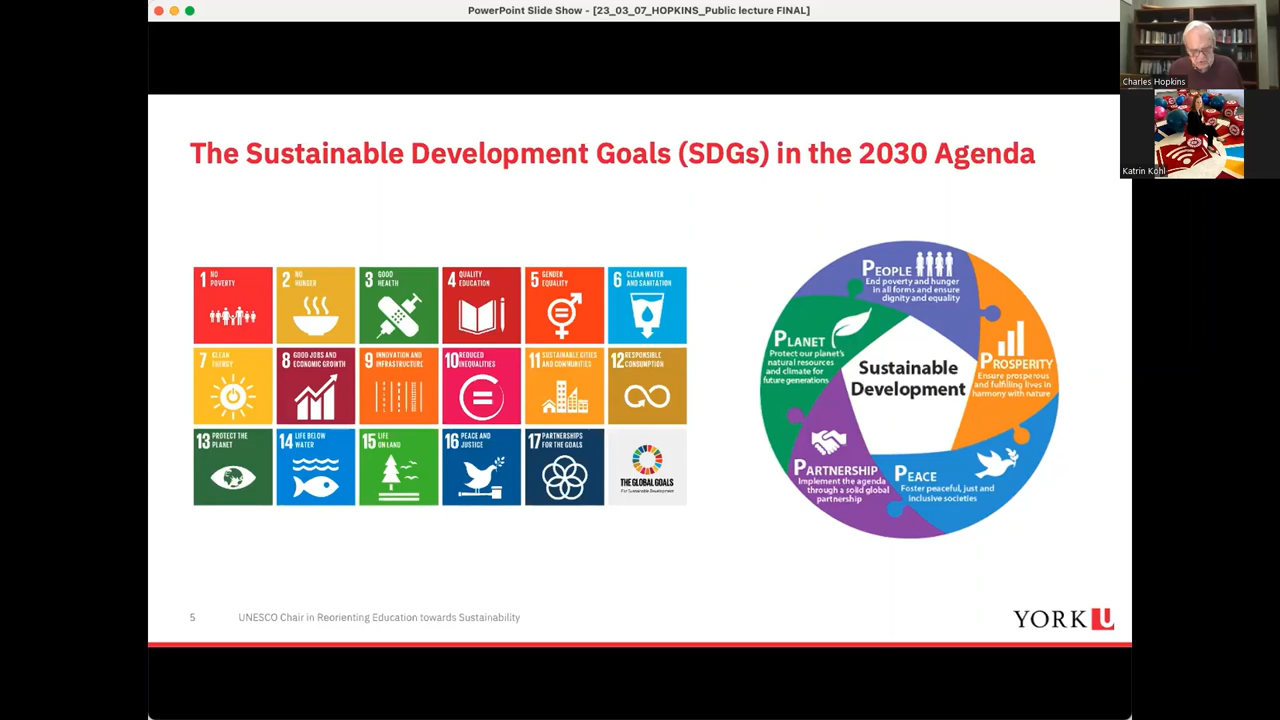 PowerPoint Slide Show - [23_03_07_HOPKINS_Public lecture FINAL]
Charles Hopkins
Katrin Kohl
The Sustainable Development Goals (SDGs) in the 2030 Agenda
1 NO
POVERTY
2 NO
HUNGER
3 GOOD
HEALTH
4 QUALITY
EDUCATION
5 GENDER
EQUALITY
6 CLEAN WATER
AND SANITATION
7 CLEAN
ENERGY
8 GOOD JOBS AND
ECONOMIC GROWTH
9 INNOVATION AND
INFRASTRUCTURE
10 REDUCED
INEQUALITIES
11 SUSTAINABLE CITIES
AND COMMUNITIES
12 RESPONSIBLE
CONSUMPTION
13 PROTECT THE
PLANET
14 LIFE BELOW
WATER
15 LIFE
ON LAND
16 PEACE AND
JUSTICE
17 PARTNERSHIPS
FOR THE GOALS
THE GLOBAL GOALS
For Sustainable Development
PEOPLE
End poverty and hunger
in all forms and ensure
dignity and equality
PROSPERITY
Ensure prosperous
and fulfilling lives in
harmony with nature
PEACE
Foster peaceful, just and
inclusive societies
PARTNERSHIP
Implement the agenda
through a solid global
partnership
PLANET
Protect our planet's
natural resources
and climate for
future generations
Sustainable
Development
5
UNESCO Chair in Reorienting Education towards Sustainability
YORK U